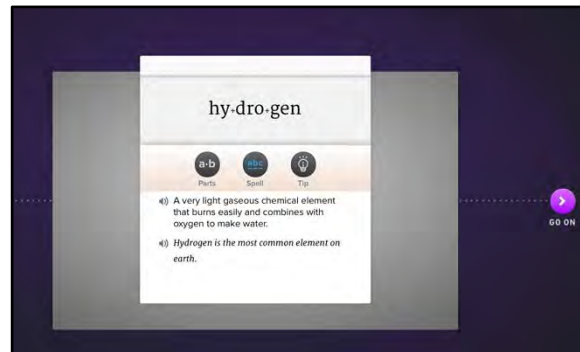 hy·dro·gen
a·b
abc
Parts
Spell
Tip
A very light gaseous chemical element
that burns easily and combines with
oxygen to make water.
Hydrogen is the most common element on
earth.
GO ON